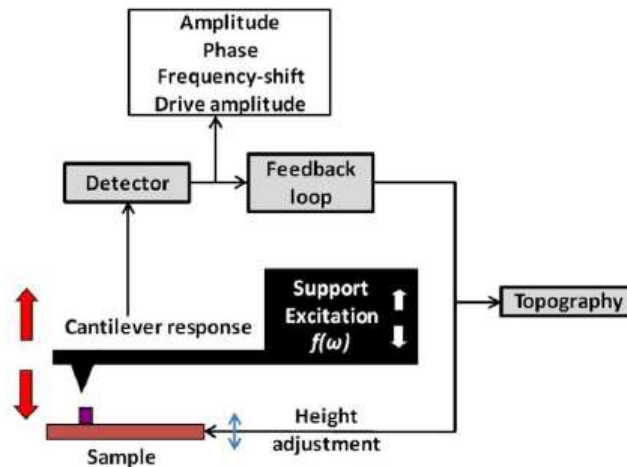 Amplitude
Phase
Frequency-shift
Drive amplitude
Detector
Feedback
loop
Support
Excitation
f(ω)
Cantilever response
Topography
Height
adjustment
Sample